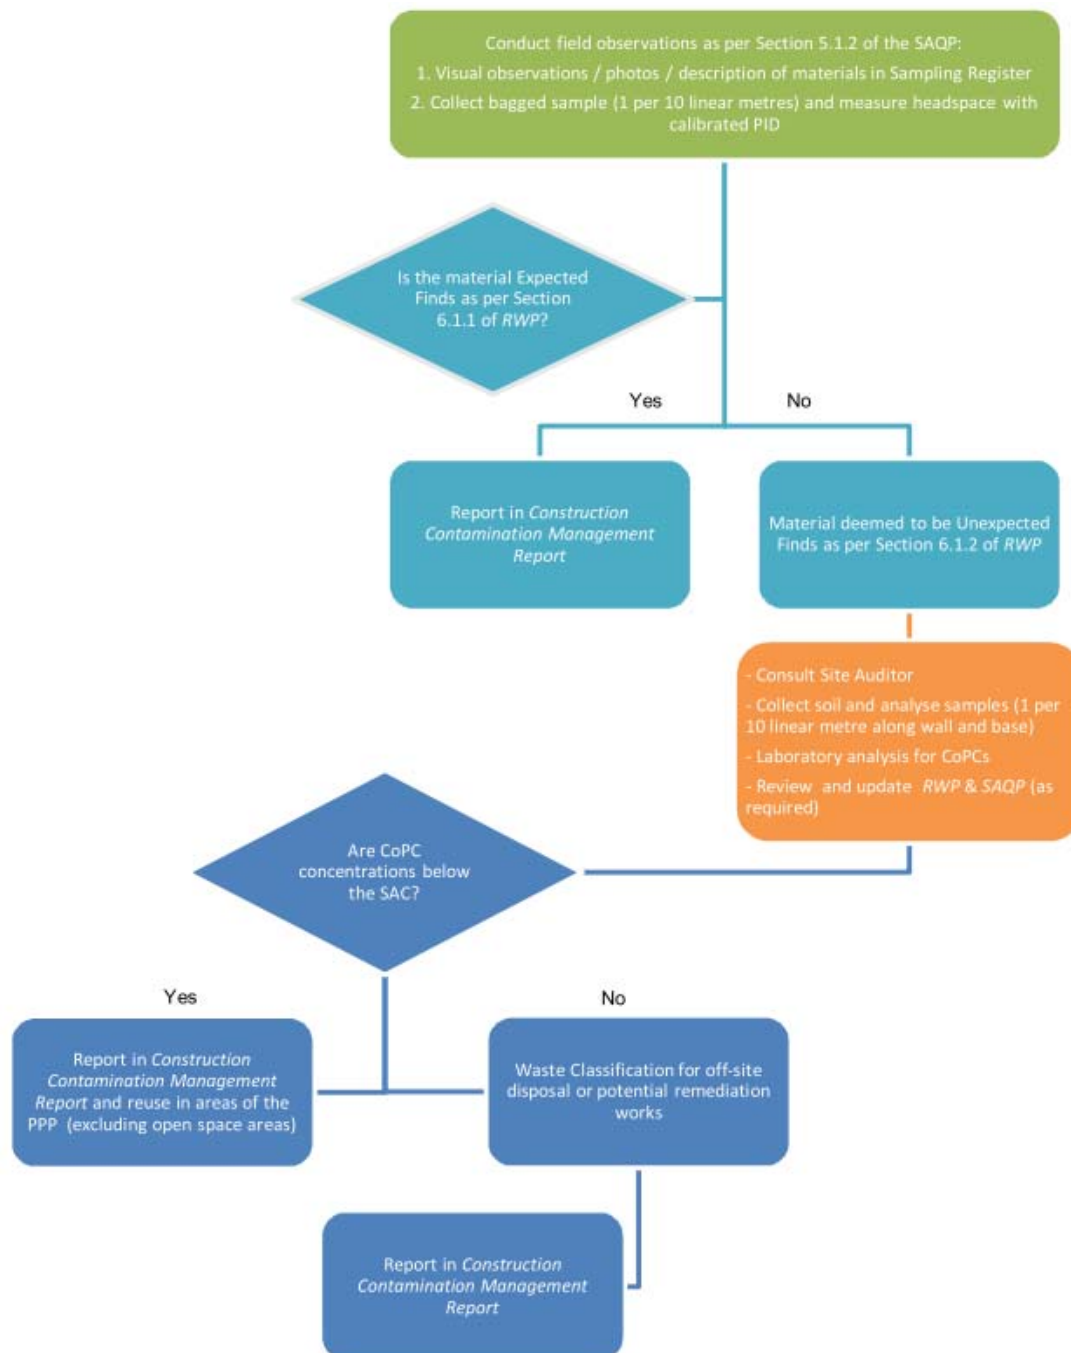 Conduct field observations as per Section 5.1.2 of the SAQP:
1. Visual observations / photos / description of materials in Sampling Register
2. Collect bagged sample (1 per 10 linear metres) and measure headspace with
calibrated PID
Is the material Expected
Finds as per Section
6.1.1 of RWP?
Yes
No
Report in Construction
Contamination Management
Report
Material deemed to be Unexpected
Finds as per Section 6.1.2 of RWP
- Consult Site Auditor
- Collect soil and analyse samples (1 per
10 linear metre along wall and base)
- Laboratory analysis for CoPCs
- Review and update RWP & SAQP (as
required)
Are CoPC
concentrations below
the SAC?
Yes
No
Report in Construction
Contamination Management
Report and reuse in areas of the
PPP (excluding open space areas)
Waste Classification for off-site
disposal or potential remediation
works
Report in Construction
Contamination Management
Report